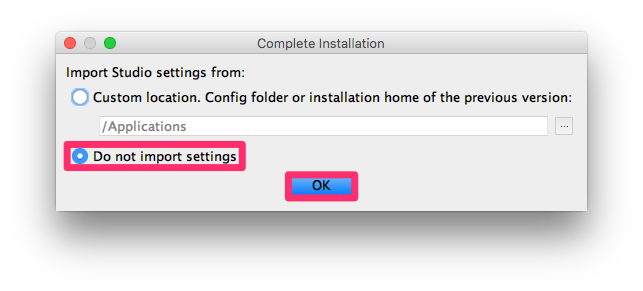 Complete Installation
Import Studio settings from:
Custom location. Config folder or installation home of the previous version:
/Applications
...
Do not import settings
OK